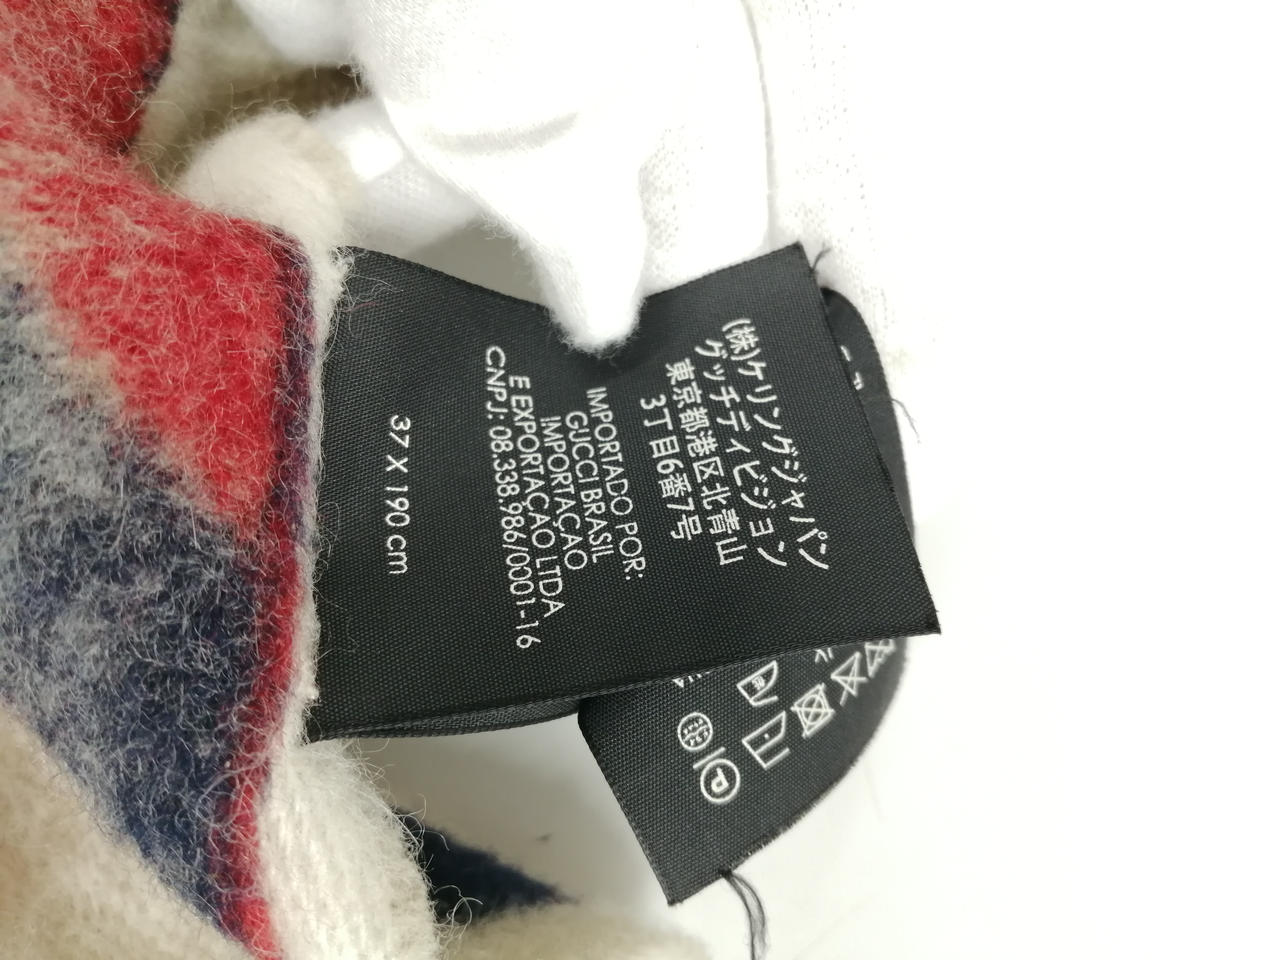 (株)ケリングジャパン
グッチディビジョン
東京都港区北青山
3丁目6番7号
IMPORTADO POR:
GUCCI BRASIL
IMPORTAÇAO
E EXPORTAÇAO LTDA
CNPJ: 08.338.986/0001-16
37 X 190 cm
P